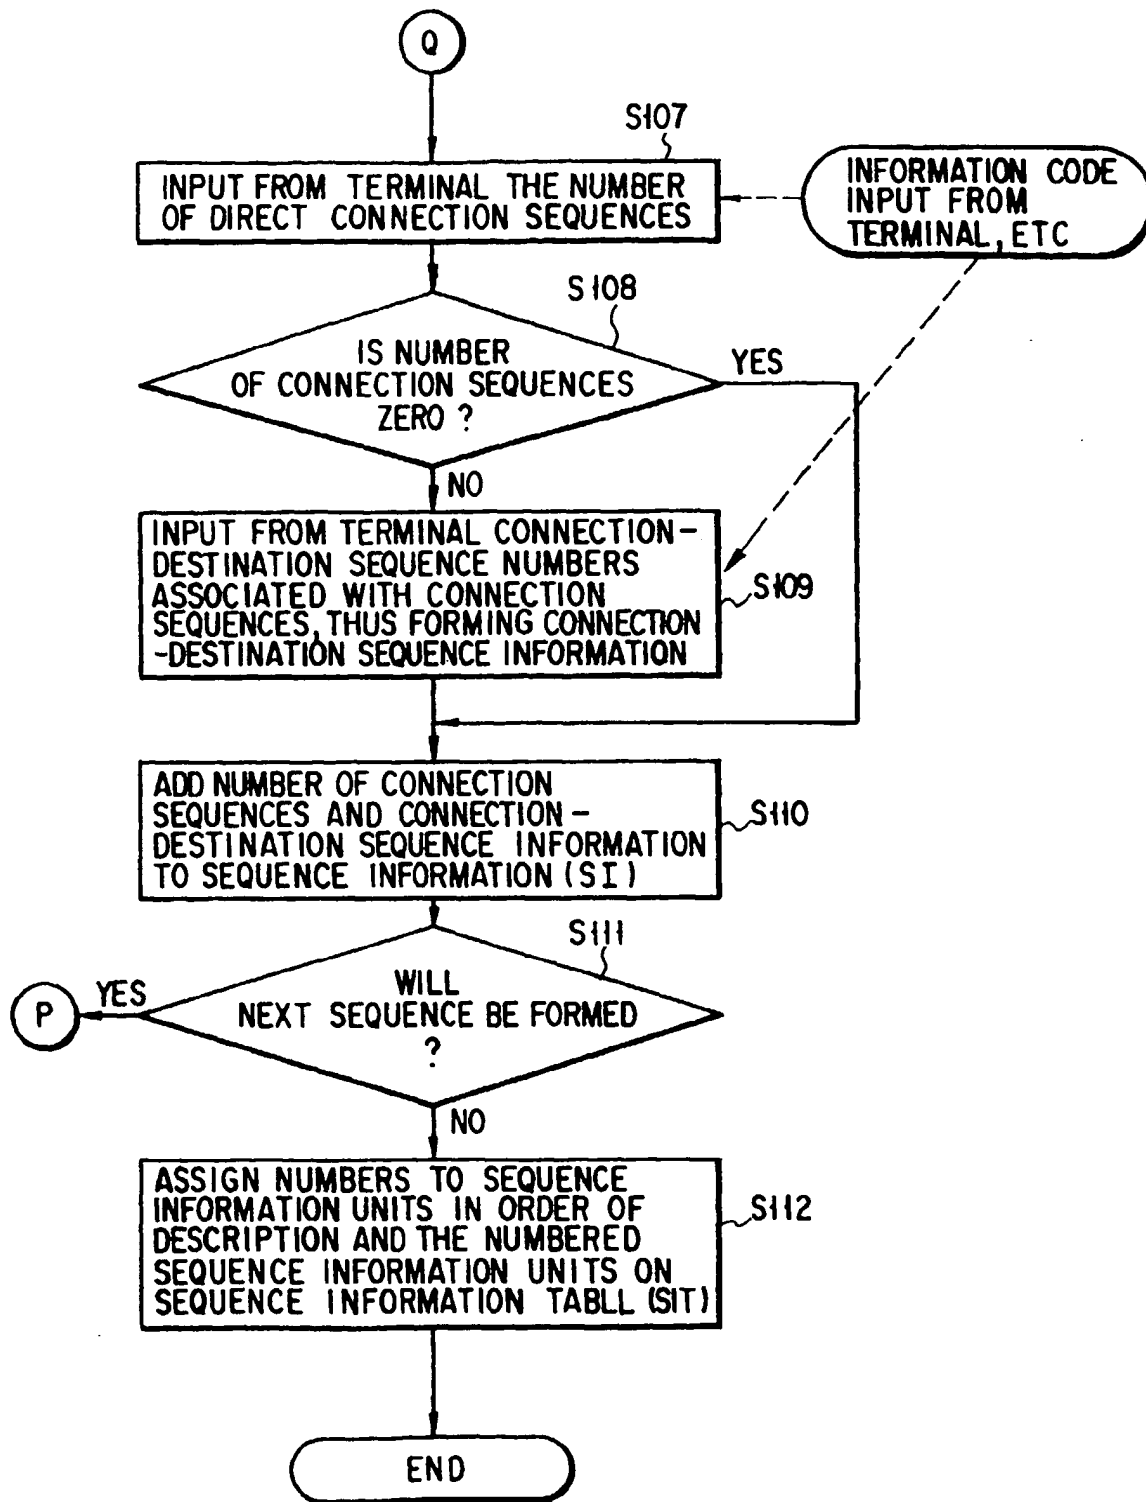 Q
S107
INPUT FROM TERMINAL THE NUMBER
OF DIRECT CONNECTION SEQUENCES
INFORMATION CODE
INPUT FROM
TERMINAL, ETC
S108
IS NUMBER
OF CONNECTION SEQUENCES
ZERO ?
YES
NO
INPUT FROM TERMINAL CONNECTION-
DESTINATION SEQUENCE NUMBERS
ASSOCIATED WITH CONNECTION
SEQUENCES, THUS FORMING CONNECTION
-DESTINATION SEQUENCE INFORMATION
S109
ADD NUMBER OF CONNECTION
SEQUENCES AND CONNECTION-
DESTINATION SEQUENCE INFORMATION
TO SEQUENCE INFORMATION (SI)
S110
S111
WILL
NEXT SEQUENCE BE FORMED
?
YES
P
NO
ASSIGN NUMBERS TO SEQUENCE
INFORMATION UNITS IN ORDER OF
DESCRIPTION AND THE NUMBERED
SEQUENCE INFORMATION UNITS ON
SEQUENCE INFORMATION TABLL (SIT)
S112
END